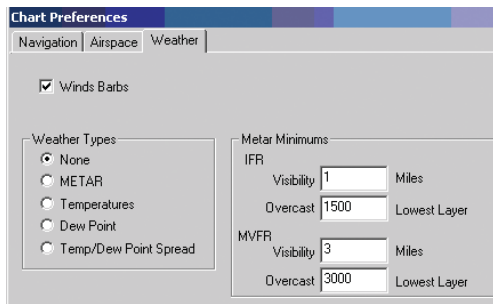 Chart Preferences
Navigation Airspace Weather
Winds Barbs
Weather Types
None
METAR
Temperatures
Dew Point
Temp/Dew Point Spread
Metar Minimums
IFR
Visibility 1 Miles
Overcast 1500 Lowest Layer
MVFR
Visibility 3 Miles
Overcast 3000 Lowest Layer